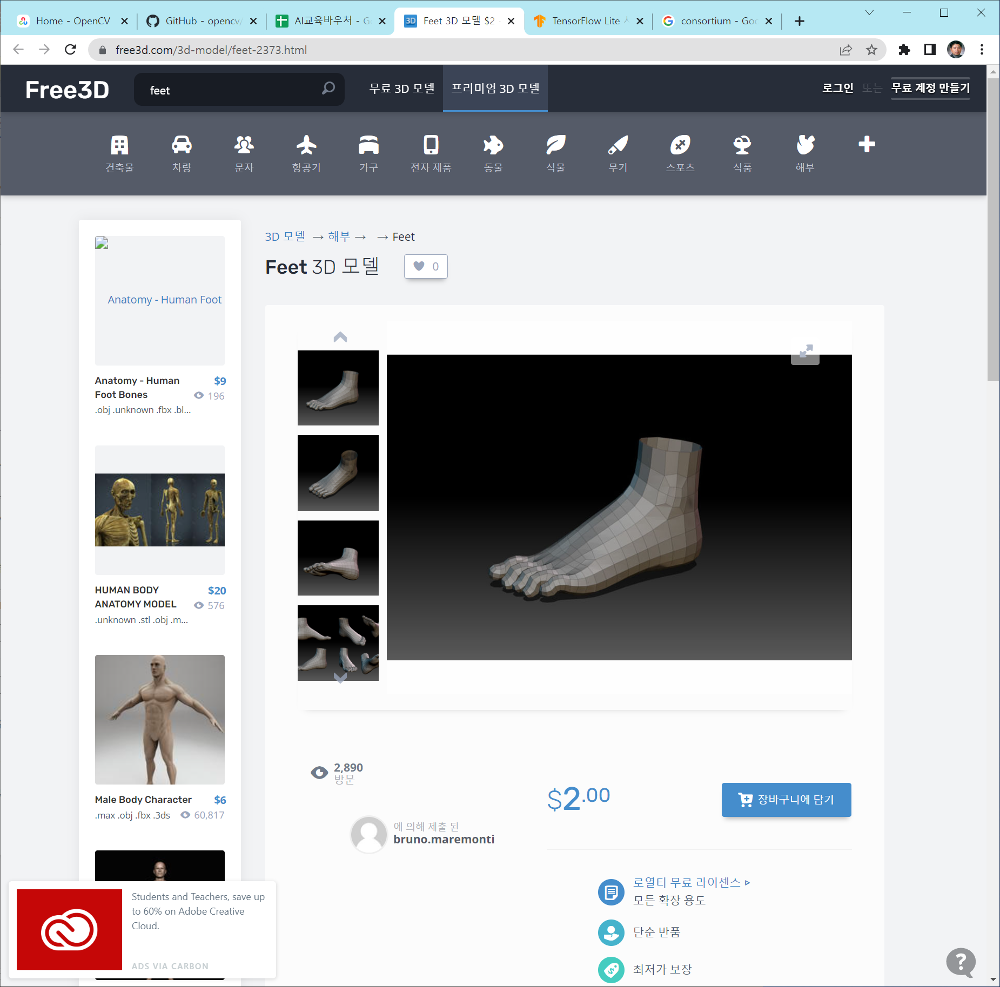 Home - OpenCV
GitHub - opencv/
AI교육바우처 - G
Feet 3D 모델 $2 -
TensorFlow Lite
consortium - Goo
free3d.com/3d-model/feet-2373.html
Free3D
feet
무료 3D 모델
프리미엄 3D 모델
로그인 또는 무료 계정 만들기
건축물
차량
문자
항공기
가구
전자 제품
동물
식물
무기
스포츠
식품
해부
3D 모델 → 해부 → → Feet
Feet 3D 모델
0
Anatomy - Human Foot
Anatomy - Human Foot Bones
$9
196
.obj .unknown .fbx .bl...
HUMAN BODY ANATOMY MODEL
$20
576
.unknown .stl .obj .m...
Male Body Character
$6
.max .obj .fbx .3ds
60,817
2,890
방문
에 의해 제출 된
bruno.maremonti
$2.00
장바구니에 담기
로열티 무료 라이센스
모든 확장 용도
단순 반품
최저가 보장
Students and Teachers, save up
to 60% on Adobe Creative
Cloud.
ADS VIA CARBON